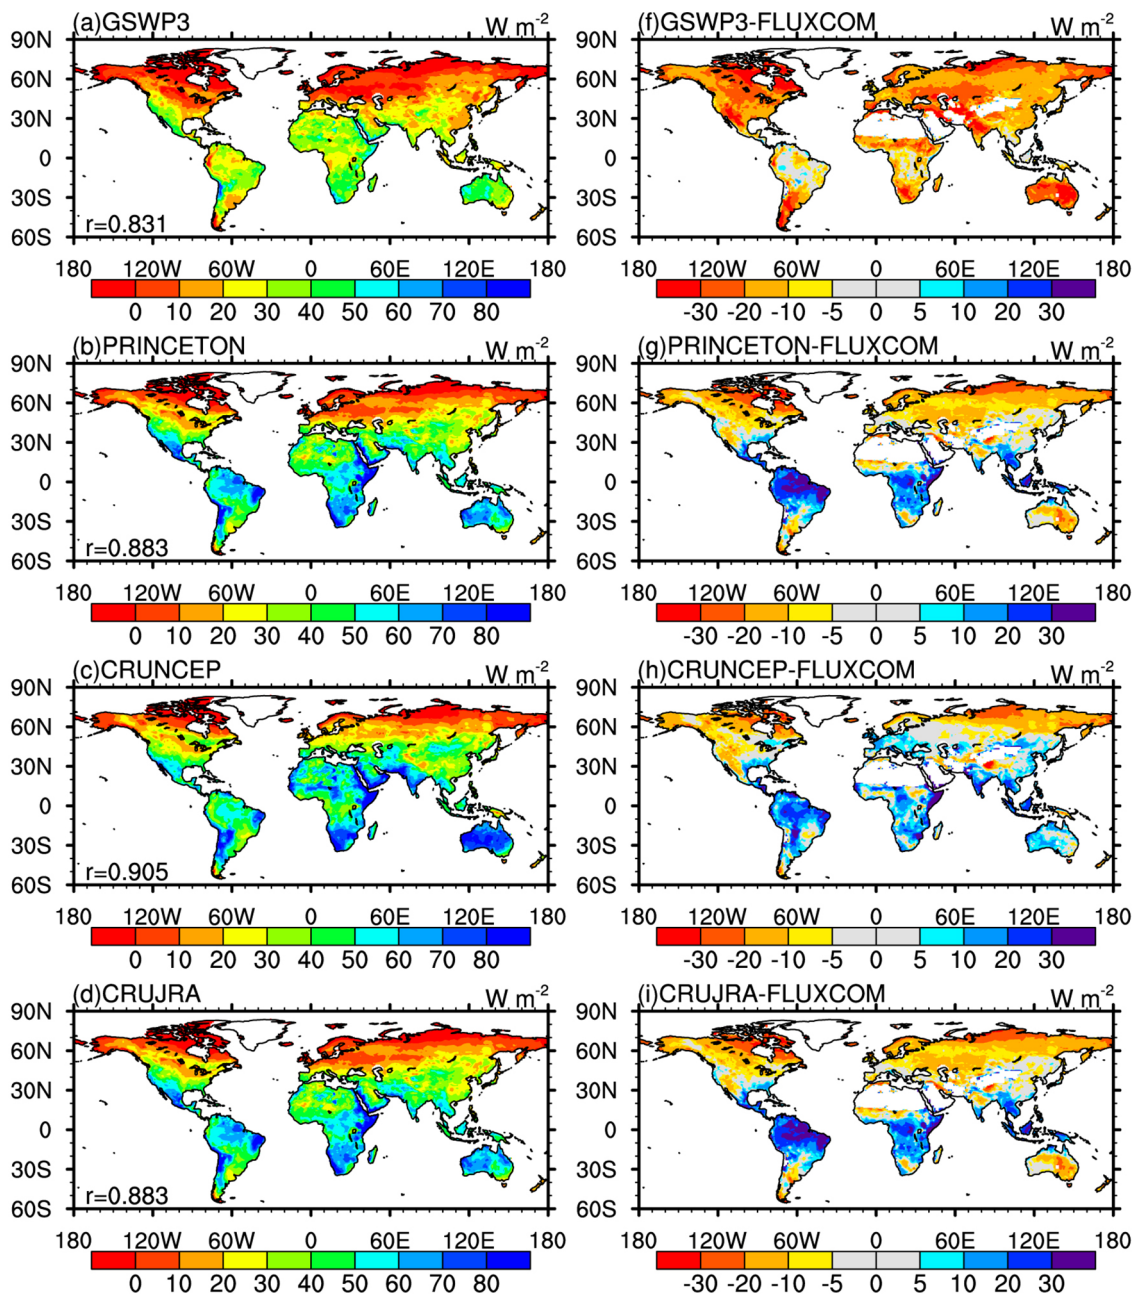 (a)GSWP3 W m-2 (f)GSWP3-FLUXCOM W m-2
90N 90N
60N 60N
30N 30N
0 0
30S 30S
r=0.831
60S 60S
180 120W 60W 0 60E 120E 180 120W 60W 0 60E 120E 180
0 10 20 30 40 50 60 70 80 -30 -20 -10 -5 0 5 10 20 30
(b)PRINCETON W m-2 (g)PRINCETON-FLUXCOM W m-2
90N 90N
60N 60N
30N 30N
0 0
30S 30S
r=0.883
60S 60S
180 120W 60W 0 60E 120E 180 120W 60W 0 60E 120E 180
0 10 20 30 40 50 60 70 80 -30 -20 -10 -5 0 5 10 20 30
(c)CRUNCEP W m-2 (h)CRUNCEP-FLUXCOM W m-2
90N 90N
60N 60N
30N 30N
0 0
30S 30S
r=0.905
60S 60S
180 120W 60W 0 60E 120E 180 120W 60W 0 60E 120E 180
0 10 20 30 40 50 60 70 80 -30 -20 -10 -5 0 5 10 20 30
(d)CRUJRA W m-2 (i)CRUJRA-FLUXCOM W m-2
90N 90N
60N 60N
30N 30N
0 0
30S 30S
r=0.883
60S 60S
180 120W 60W 0 60E 120E 180 120W 60W 0 60E 120E 180
0 10 20 30 40 50 60 70 80 -30 -20 -10 -5 0 5 10 20 30